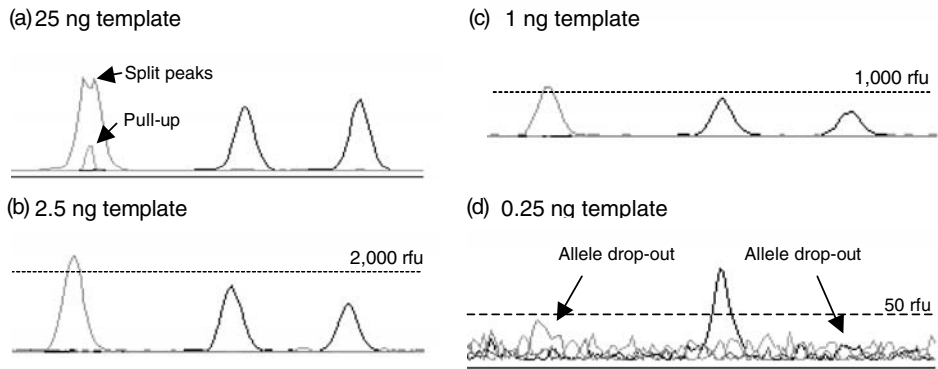 (a) 25 ng template
Split peaks
Pull-up
(b) 2.5 ng template
2,000 rfu
(c) 1 ng template
1,000 rfu
(d) 0.25 ng template
Allele drop-out Allele drop-out
50 rfu